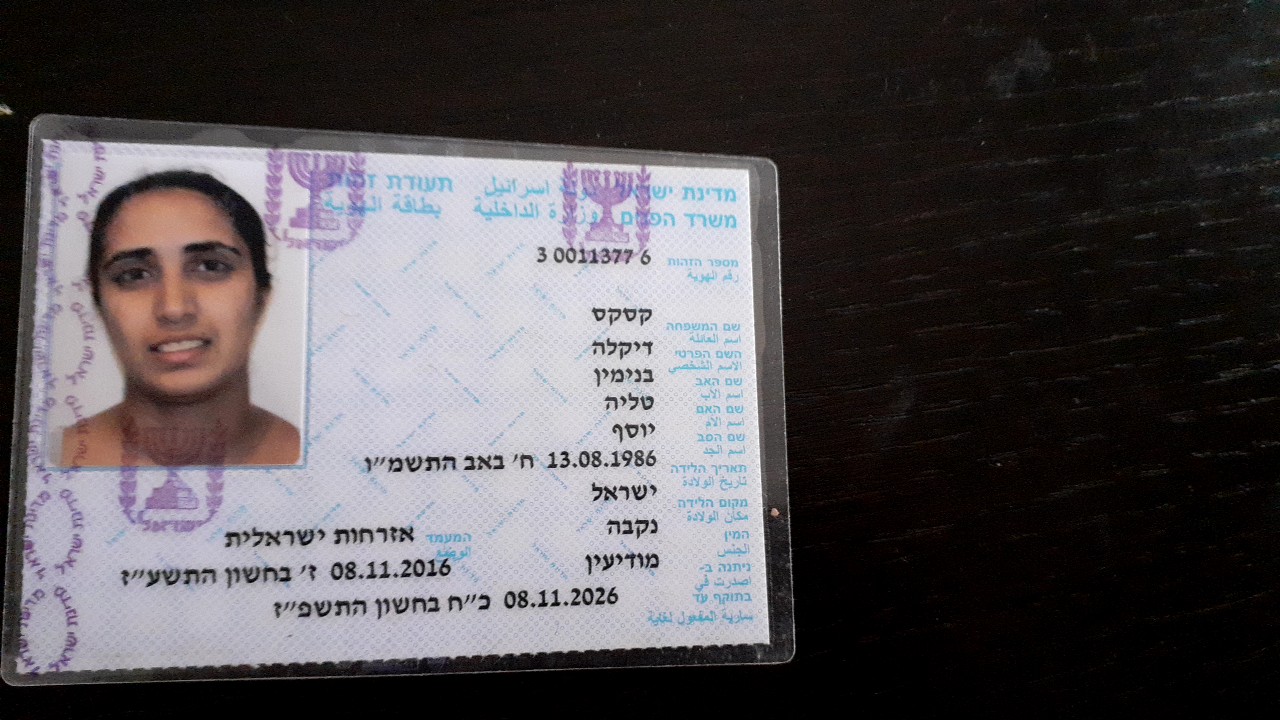 מדינת ישראל دولة اسرائيل תעודת זהות
משרד הפנים وزارة الداخلية بطاقة الهوية
מספר הזהות 3 0011377 6
رقم الهوية
שם המשפחה קסקס
اسم العائلة
השם הפרטי דיקלה
الاسم الشخصي
שם האב בנימין
اسم الاب
שם האם טליה
اسم الام
שם הסב יוסף
اسم الجد
תאריך הלידה 13.08.1986 ח׳ באב התשמ״ו
تاريخ الولادة
מקום הלידה ישראל
مكان الولادة
המין נקבה המעמד אזרחות ישראלית
الجنس الوضع
ניתנה ב- מודיעין 08.11.2016 ז׳ בחשון התשע״ז
اصدرت في
בתוקף עד 08.11.2026 כ״ח בחשון התשפ״ז
سارية المفعول لغاية
ישראל